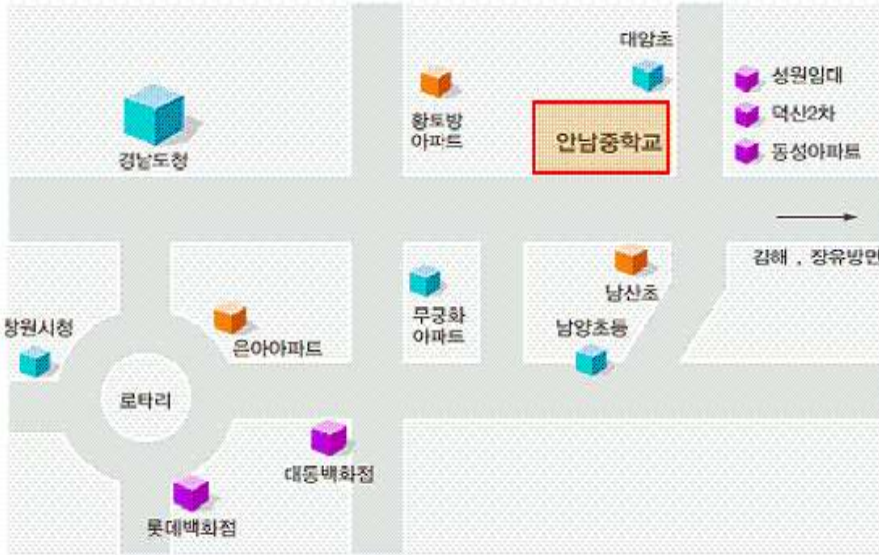 대암초
성원임대
황토방
아파트
안남중학교
덕산2차
경남도청
동성아파트
김해 , 장유방면
남산초
무궁화
아파트
창원시청
은아아파트
남양초등
로타리
대동백화점
롯데백화점